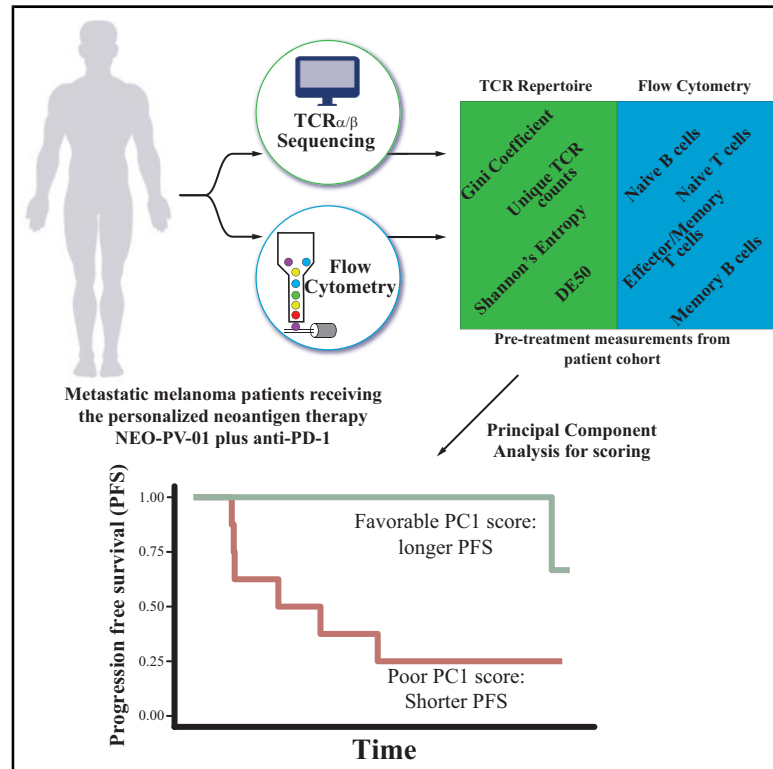 TCRα/β
Sequencing
Flow
Cytometry
TCR Repertoire
Flow Cytometry
Gini Coefficient
Unique TCR
counts
Shannon's Entropy
DE50
Naive B cells
Naive T cells
Effector/Memory
T cells
Memory B cells
Pre-treatment measurements from
patient cohort
Metastatic melanoma patients receiving
the personalized neoantigen therapy
NEO-PV-01 plus anti-PD-1
Principal Component
Analysis for scoring
Progression free survival (PFS)
1.00
0.75
0.50
0.25
0.00
Favorable PC1 score:
longer PFS
Poor PC1 score:
Shorter PFS
Time